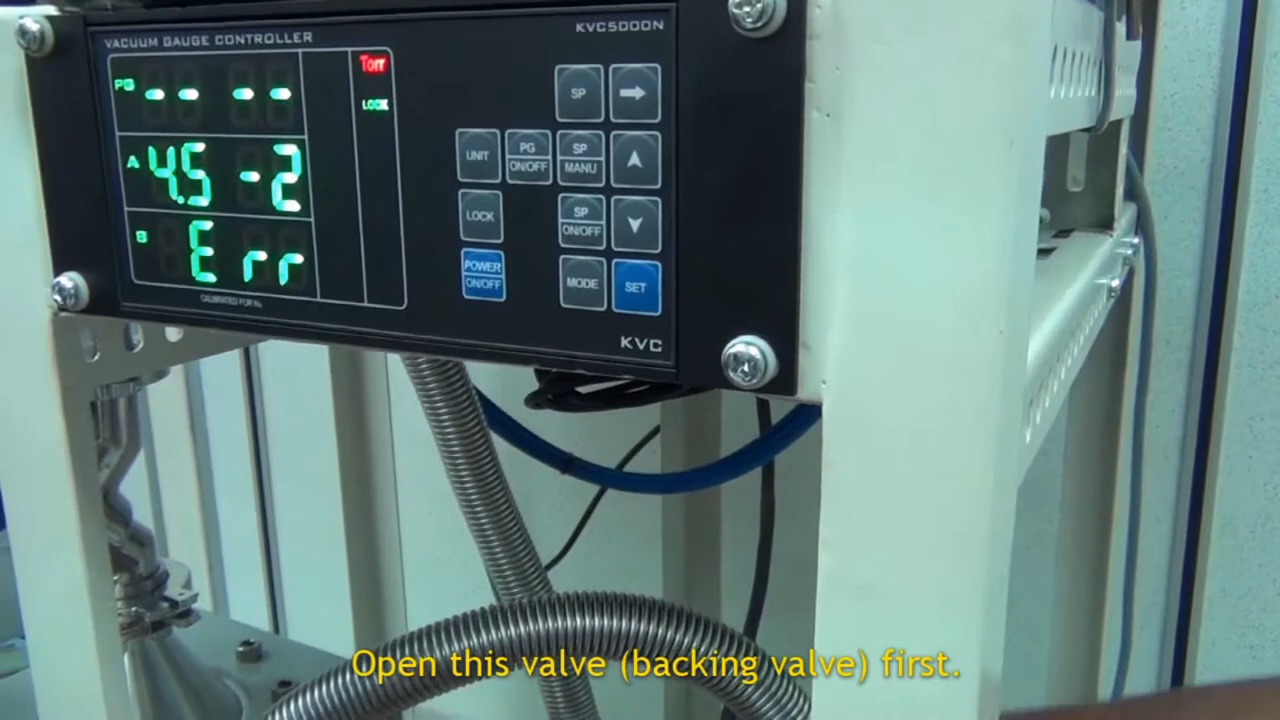 VACUUM GAUGE CONTROLLER
KVC5000N
PG -- --
Torr
LOCK
A 4.5 -2
B Err
CALIBRATED FOR N₂
SP
UNIT
PG ON/OFF
SP MANU
LOCK
SP ON/OFF
POWER ON/OFF
MODE
SET
KVC
Open this valve (backing valve) first.